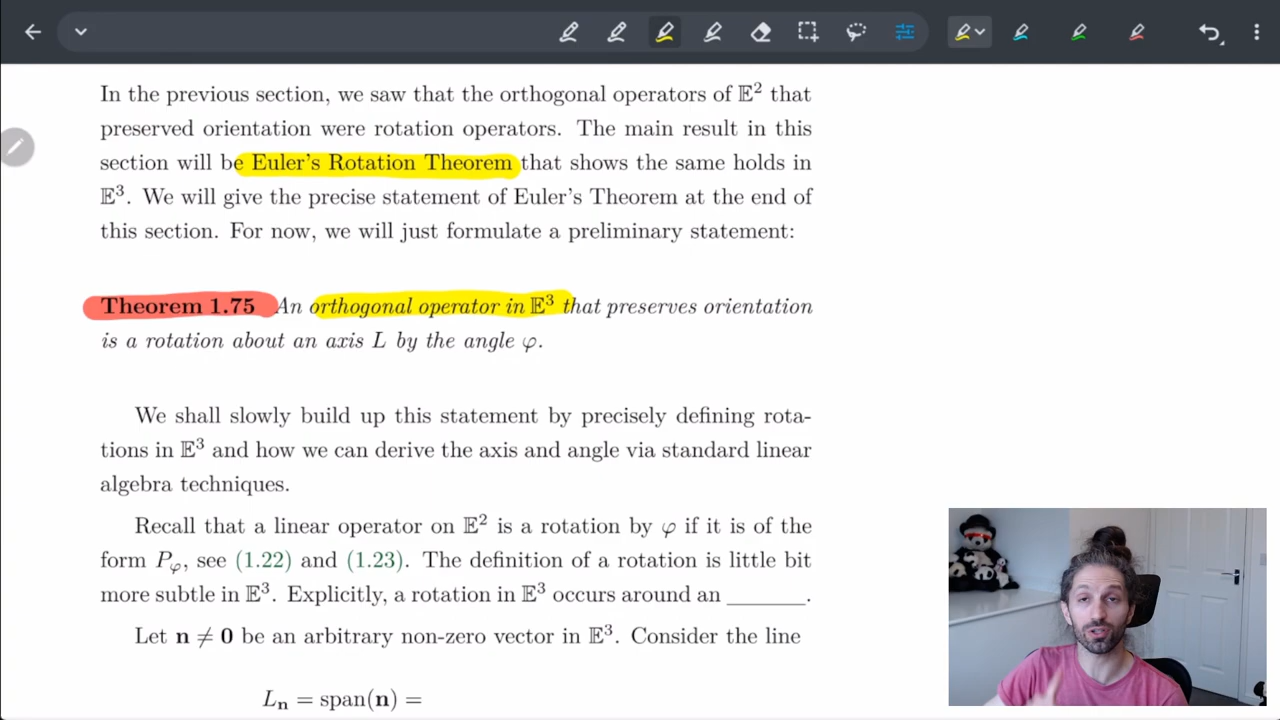 In the previous section, we saw that the orthogonal operators of 𝔼² that
preserved orientation were rotation operators. The main result in this
section will be Euler's Rotation Theorem that shows the same holds in
𝔼³. We will give the precise statement of Euler's Theorem at the end of
this section. For now, we will just formulate a preliminary statement:
Theorem 1.75 An orthogonal operator in 𝔼³ that preserves orientation
is a rotation about an axis L by the angle φ.
We shall slowly build up this statement by precisely defining rota-
tions in 𝔼³ and how we can derive the axis and angle via standard linear
algebra techniques.
Recall that a linear operator on 𝔼² is a rotation by φ if it is of the
form P_φ, see (1.22) and (1.23). The definition of a rotation is little bit
more subtle in 𝔼³. Explicitly, a rotation in 𝔼³ occurs around an ______.
Let n ≠ 0 be an arbitrary non-zero vector in 𝔼³. Consider the line
L_n = span(n) =